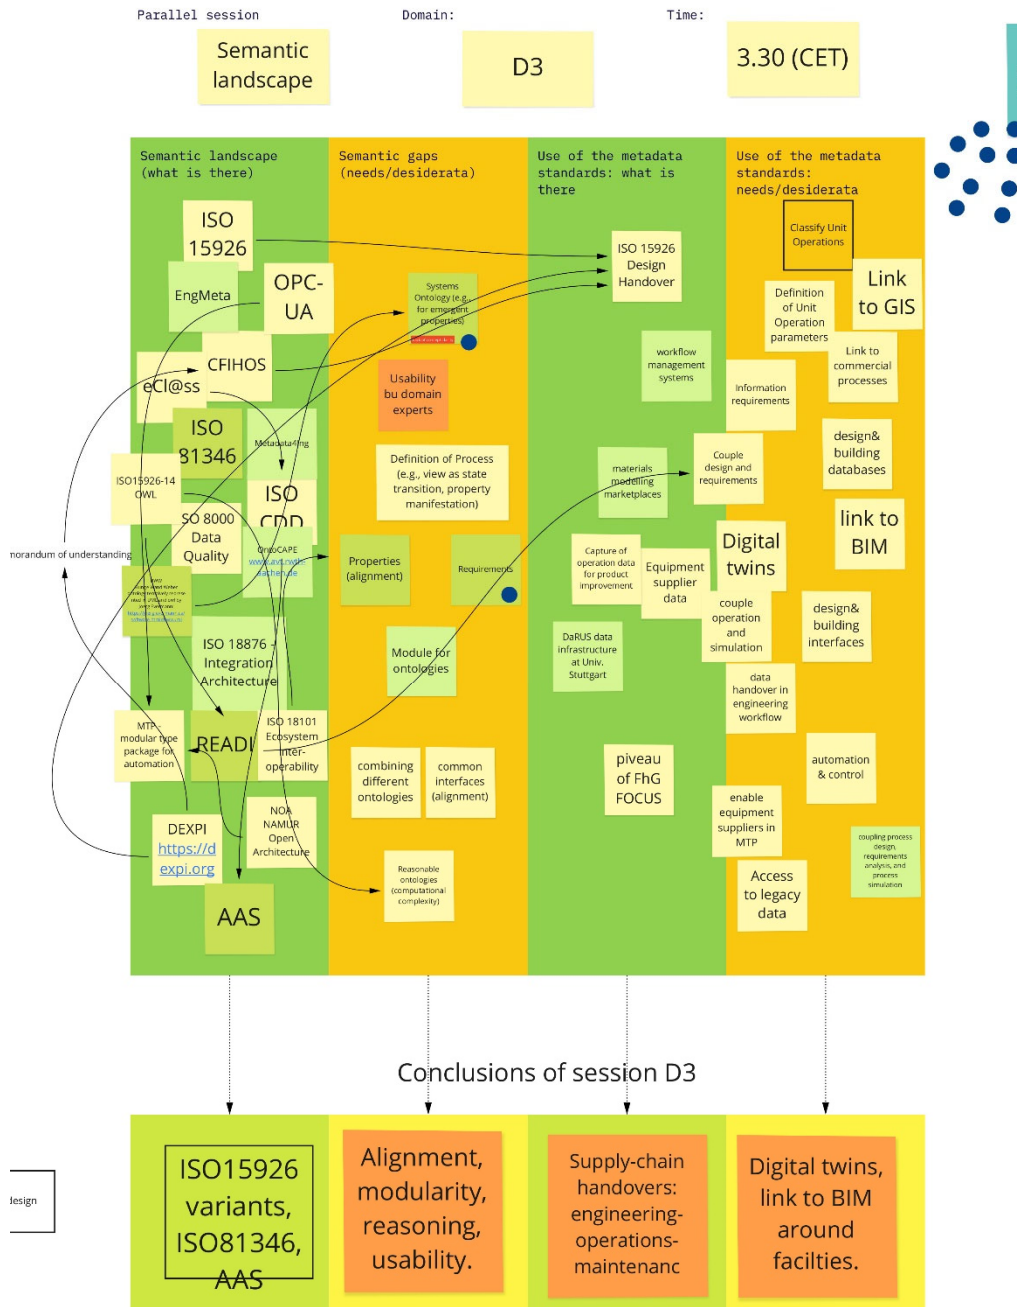 Parallel session
Domain:
Time:
Semantic
landscape
D3
3.30 (CET)
Semantic landscape
(what is there)
ISO
15926
EngMeta
OPC-
UA
CFIHOS
eCl@ss
ISO
81346
Metadata4Ing
ISO15926-14
OWL
ISO
CDD
SO 8000
Data
Quality
OntoCAPE
norandum of understanding
ISO 18876 -
Integration
Architecture
MTP -
modular type
package for
automation
READI
ISO 18101
Ecosystem
inter-
operability
DEXPI
https://d
expi.org
NOA
NAMUR
Open
Architecture
AAS
Semantic gaps
(needs/desiderata)
Systems
Ontology (e.g.,
for emergent
properties)
Usability
bu domain
experts
Definition of Process
(e.g., view as state
transition, property
manifestation)
Properties
(alignment)
Requirements
Module for
ontologies
combining
different
ontologies
common
interfaces
(alignment)
Reasonable
ontologies
(computational
complexity)
Use of the metadata
standards: what is
there
ISO 15926
Design
Handover
workflow
management
systems
materials
modelling
marketplaces
Capture of
operation data
for product
improvement
Equipment
supplier
data
DaRUS data
infrastructure
at Univ.
Stuttgart
piveau
of FhG
FOCUS
Use of the metadata
standards:
needs/desiderata
Classify Unit
Operations
Link
to GIS
Definition
of Unit
Operation
parameters
Link to
commercial
processes
Information
requirements
design&
building
databases
Couple
design and
requirements
link to
BIM
Digital
twins
couple
operation
and
simulation
design&
building
interfaces
data
handover in
engineering
workflow
automation
& control
enable
equipment
suppliers in
MTP
coupling process
design,
requirements
analysis, and
process
simulation
Access
to legacy
data
Conclusions of session D3
design
ISO15926
variants,
ISO81346,
AAS
Alignment,
modularity,
reasoning,
usability.
Supply-chain
handovers:
engineering-
operations-
maintenanc
Digital twins,
link to BIM
around
facilties.